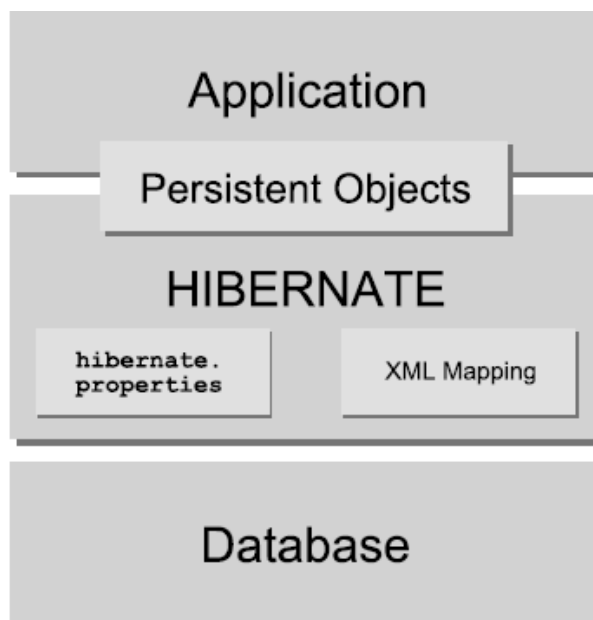 Application
Persistent Objects
HIBERNATE
hibernate.
properties
XML Mapping
Database